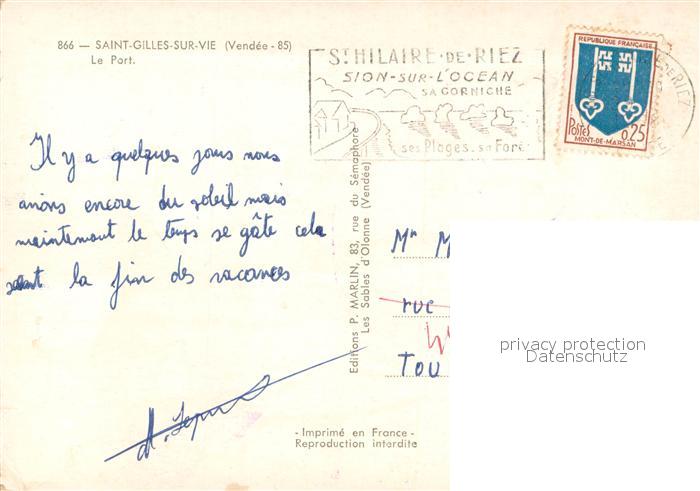 866 — SAINT-GILLES-SUR-VIE (Vendée - 85)
Le Port.
ST HILAIRE · DE · RIEZ
SION - SUR - L'OCEAN
SA CORNICHE
ses Plages. sa Forêt
REPUBLIQUE FRANÇAISE
POSTES
0,25
MONT-DE-MARSAN
DE RIEZ
Il y a quelques jours nous
avions encore du soleil mais
maintenant le temps se gâte cela
sent la fin des vacances
Editions P. MARLIN, 83, rue du Sémaphore
Les Sables d'Olonne (Vendée)
Mr M
rue
TOU
privacy protection
Datenschutz
- Imprimé en France -
Reproduction interdite